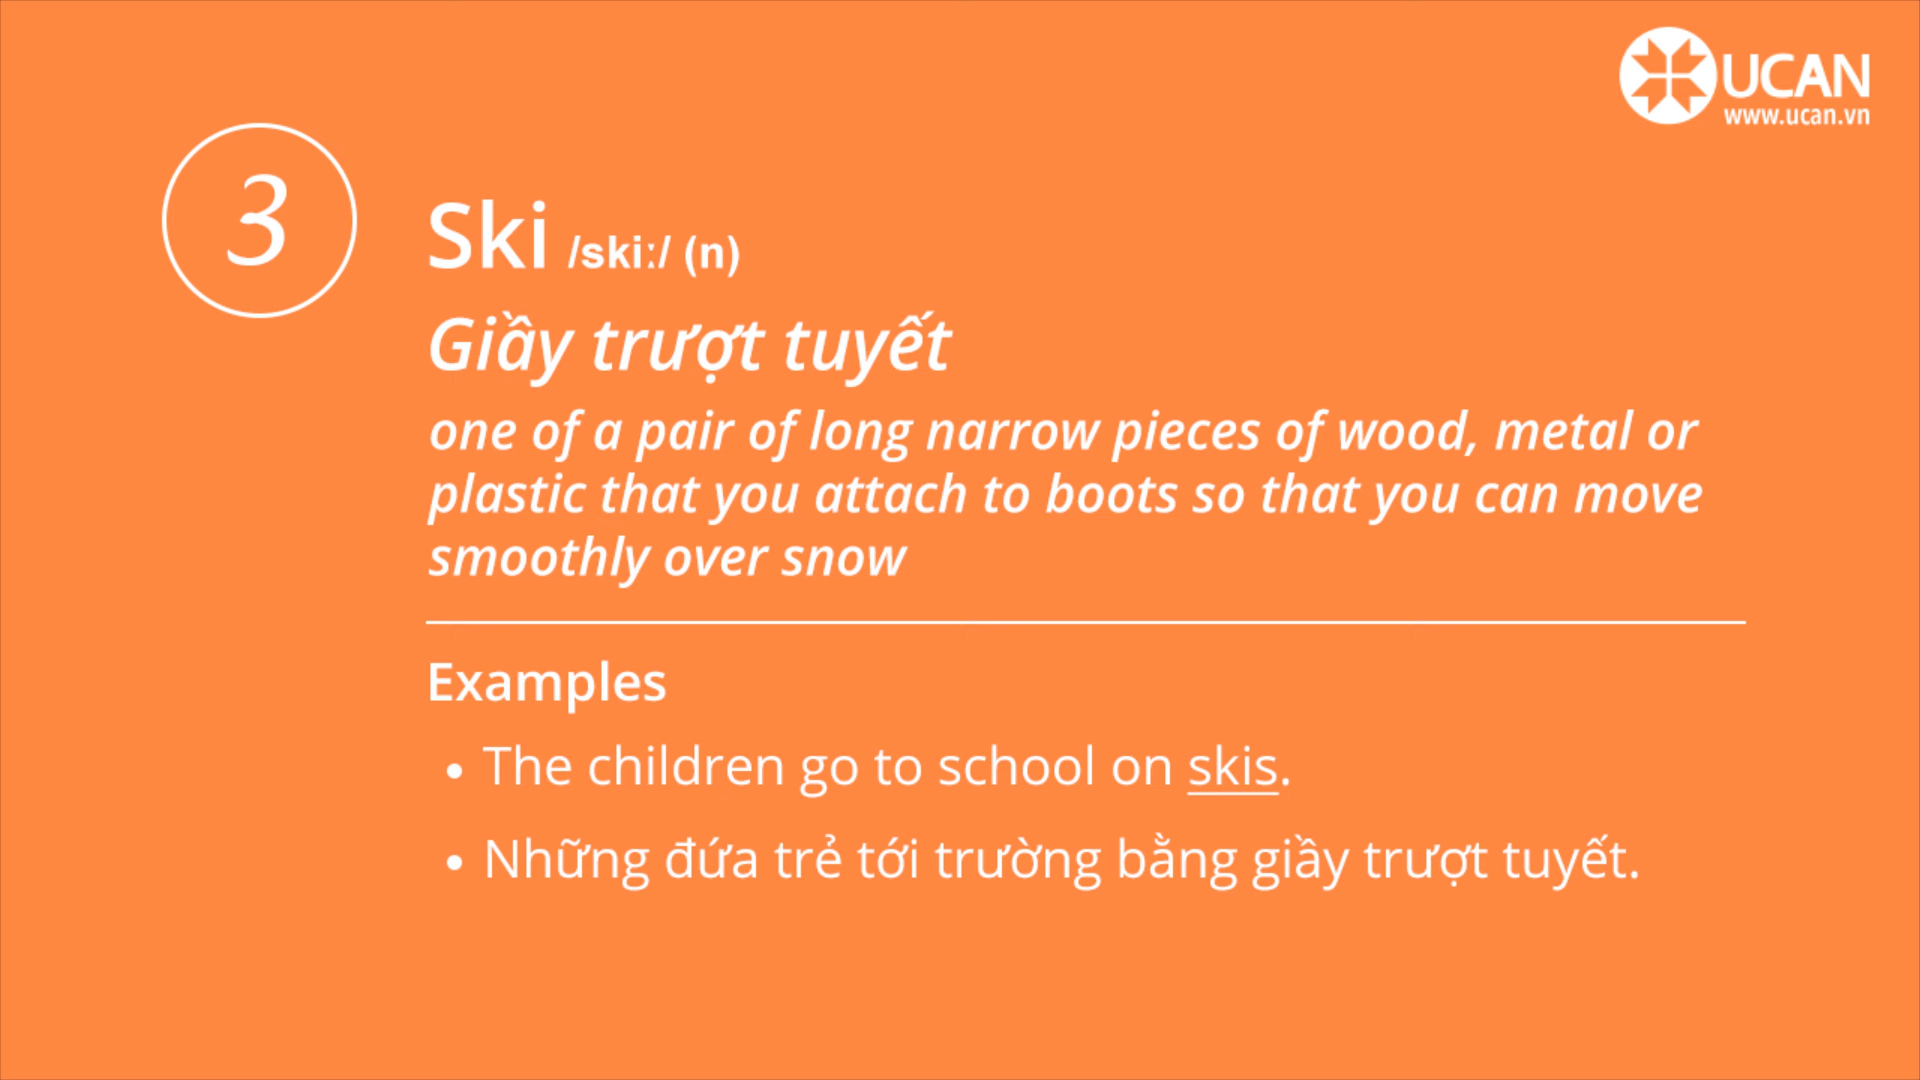 UCAN
www.ucan.vn
3
Ski /ski:/ (n)
Giầy trượt tuyết
one of a pair of long narrow pieces of wood, metal or
plastic that you attach to boots so that you can move
smoothly over snow
Examples
• The children go to school on skis.
• Những đứa trẻ tới trường bằng giầy trượt tuyết.